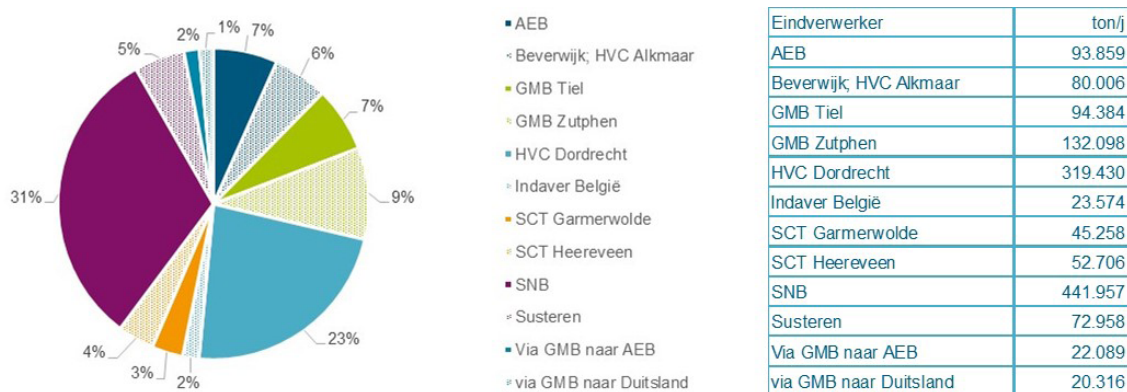 1%
2%
7%
5%
6%
7%
31%
9%
4%
3%
2%
23%
AEB
Beverwijk; HVC Alkmaar
GMB Tiel
GMB Zutphen
HVC Dordrecht
Indaver België
SCT Garmerwolde
SCT Heereveen
SNB
Susteren
Via GMB naar AEB
via GMB naar Duitsland
Eindverwerker ton/j
AEB 93.859
Beverwijk; HVC Alkmaar 80.006
GMB Tiel 94.384
GMB Zutphen 132.098
HVC Dordrecht 319.430
Indaver België 23.574
SCT Garmerwolde 45.258
SCT Heereveen 52.706
SNB 441.957
Susteren 72.958
Via GMB naar AEB 22.089
via GMB naar Duitsland 20.316